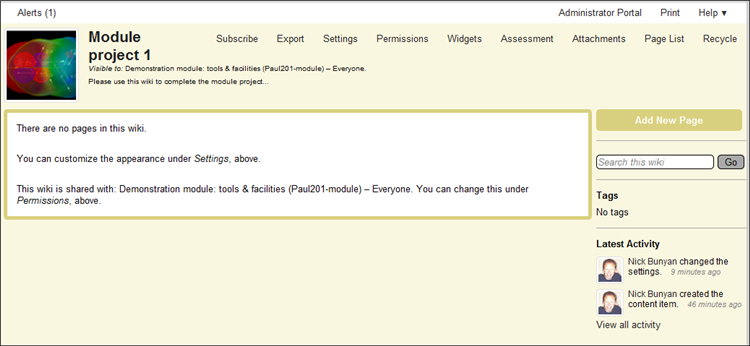 Alerts (1)
Administrator Portal Print Help ▼
Module
project 1
Subscribe Export Settings Permissions Widgets Assessment Attachments Page List Recycle
Visible to: Demonstration module: tools & facilities (Paul201-module) – Everyone.
Please use this wiki to complete the module project...
There are no pages in this wiki.
You can customize the appearance under Settings, above.
This wiki is shared with: Demonstration module: tools & facilities (Paul201-module) – Everyone. You can change this under
Permissions, above.
Add New Page
Search this wiki Go
Tags
No tags
Latest Activity
Nick Bunyan changed the
settings. 9 minutes ago
Nick Bunyan created the
content item. 46 minutes ago
View all activity